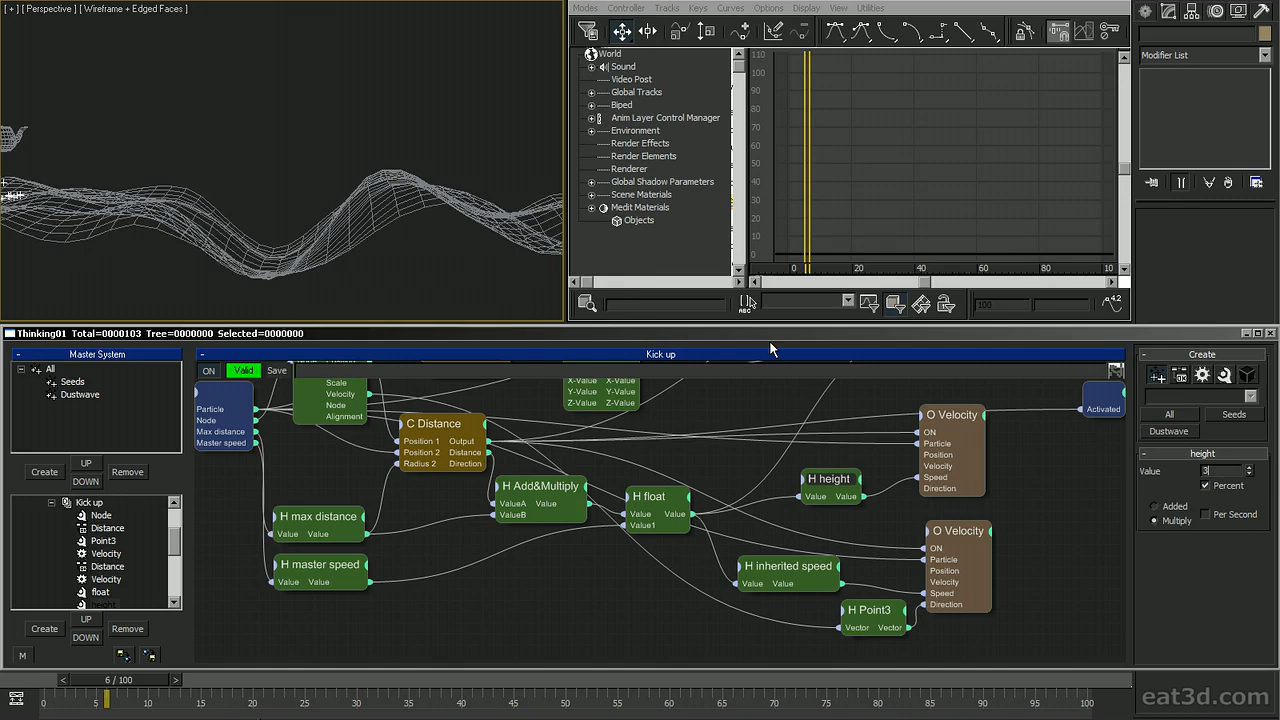 [ + ] [ Perspective ] [ Wireframe + Edged Faces ]
Modes Controller Tracks Keys Curves Options Display View Utilities
World
Sound
Video Post
Global Tracks
Biped
Anim Layer Control Manager
Environment
Render Effects
Render Elements
Renderer
Global Shadow Parameters
Scene Materials
Medit Materials
Objects
110
100
90
80
70
60
50
40
30
20
10
0
0 20 40 60 80 10
ABC
100
4.2
Modifier List
Thinking01 Total=0000103 Tree=0000000 Selected=0000000
- Master System
All
Seeds
Dustwave
Create UP Remove
DOWN
Kick up
Node
Distance
Point3
Velocity
Distance
Velocity
float
height
Create UP Remove
DOWN
M
- Kick up
ON Valid Save
Particle
Node
Max distance
Master speed
Scale
Velocity
Node
Alignment
X-Value
Y-Value
Z-Value
C Distance
Position 1 Output
Position 2 Distance
Radius 2 Direction
H Add&Multiply
ValueA Value
ValueB
H float
Value Value
Value1
H max distance
Value Value
H master speed
Value Value
H height
Value Value
H inherited speed
Value Value
H Point3
Vector Vector
O Velocity
ON
Particle
Position
Velocity
Speed
Direction
O Velocity
ON
Particle
Position
Velocity
Speed
Direction
Activated
- Create
All Seeds
Dustwave
- height
Value 3
Percent
Added
Multiply Per Second
< 6 / 100 >
0 5 10 15 20 25 30 35 40 45 50 55 60 65 70 75 80 85 90 95 100
eat3d.com